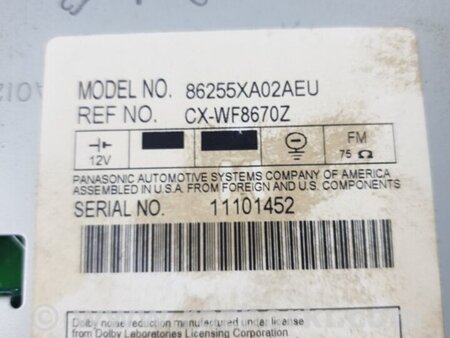 MODEL NO. 86255XA02AEU
REF NO. CX-WF8670Z
12V
FM
75 Ω
PANASONIC AUTOMOTIVE SYSTEMS COMPANY OF AMERICA
ASSEMBLED IN U.S.A. FROM FOREIGN AND U.S. COMPONENTS
SERIAL NO. 11101452
Dolby noise reduction manufactured under license
from Dolby Laboratories Licensing Corporation